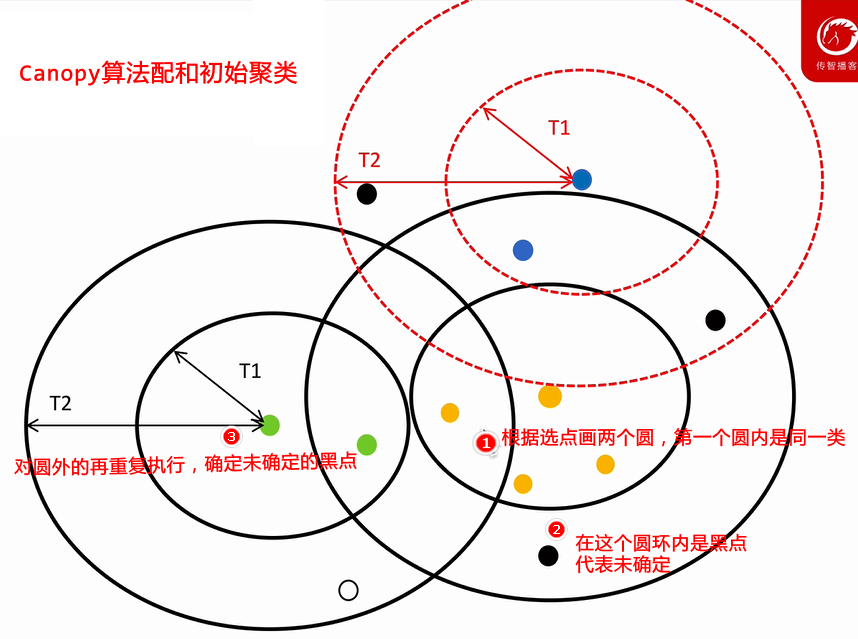 Canopy算法配和初始聚类
传智播客
T1
T2
T1
T2
③
对圆外的再重复执行，确定未确定的黑点
①
根据选点画两个圆，第一个圆内是同一类
②
在这个圆环内是黑点
代表未确定